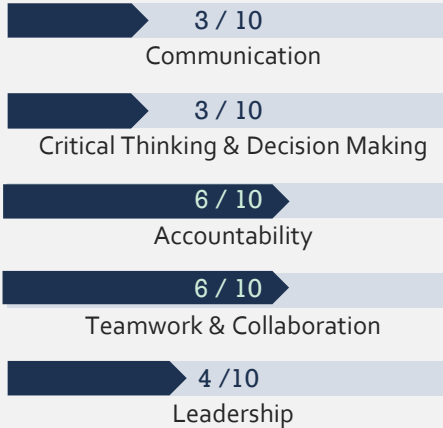 3 / 10
Communication
3 / 10
Critical Thinking & Decision Making
6 / 10
Accountability
6 / 10
Teamwork & Collaboration
4 /10
Leadership